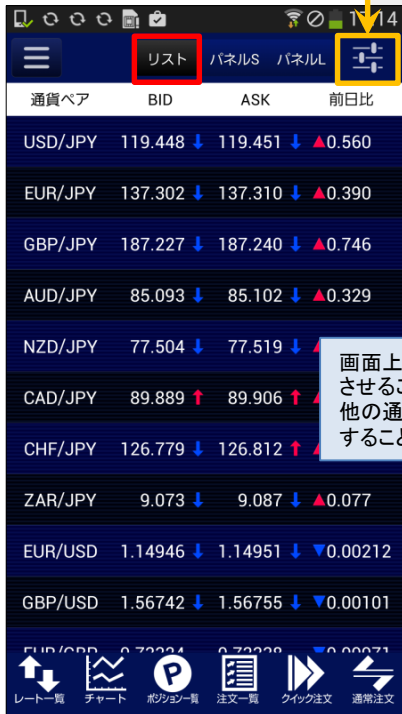 リスト パネルS パネルL
通貨ペア BID ASK 前日比
USD/JPY 119.448 ↓ 119.451 ↓ ▲0.560
EUR/JPY 137.302 ↓ 137.310 ↓ ▲0.390
GBP/JPY 187.227 ↓ 187.240 ↓ ▲0.746
AUD/JPY 85.093 ↓ 85.102 ↓ ▲0.329
NZD/JPY 77.504 ↓ 77.519 ↓
CAD/JPY 89.889 ↑ 89.906 ↑
CHF/JPY 126.779 ↓ 126.812 ↑
画面上
させるこ
他の通
すること
ZAR/JPY 9.073 ↓ 9.087 ↓ ▲0.077
EUR/USD 1.14946 ↓ 1.14951 ↓ ▼0.00212
GBP/USD 1.56742 ↓ 1.56755 ↓ ▼0.00101
レート一覧 チャート ポジション一覧 注文一覧 クイック注文 通常注文